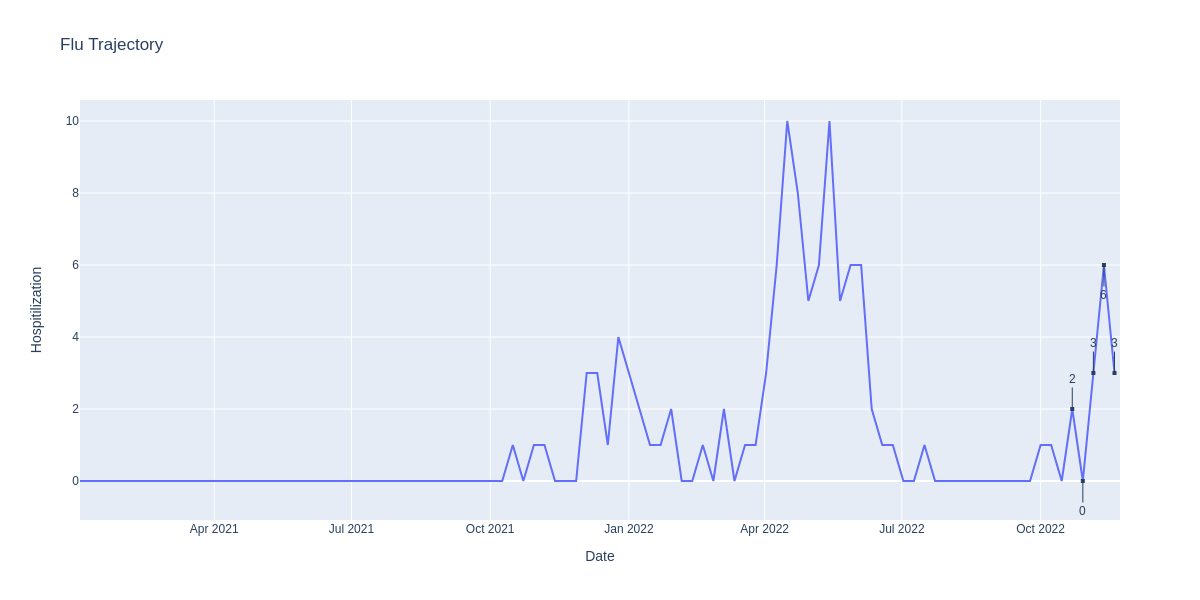 Flu Trajectory
Hospitilization
10
8
6
4
2
0
3
3
2
6
0
Apr 2021
Jul 2021
Oct 2021
Jan 2022
Apr 2022
Jul 2022
Oct 2022
Date